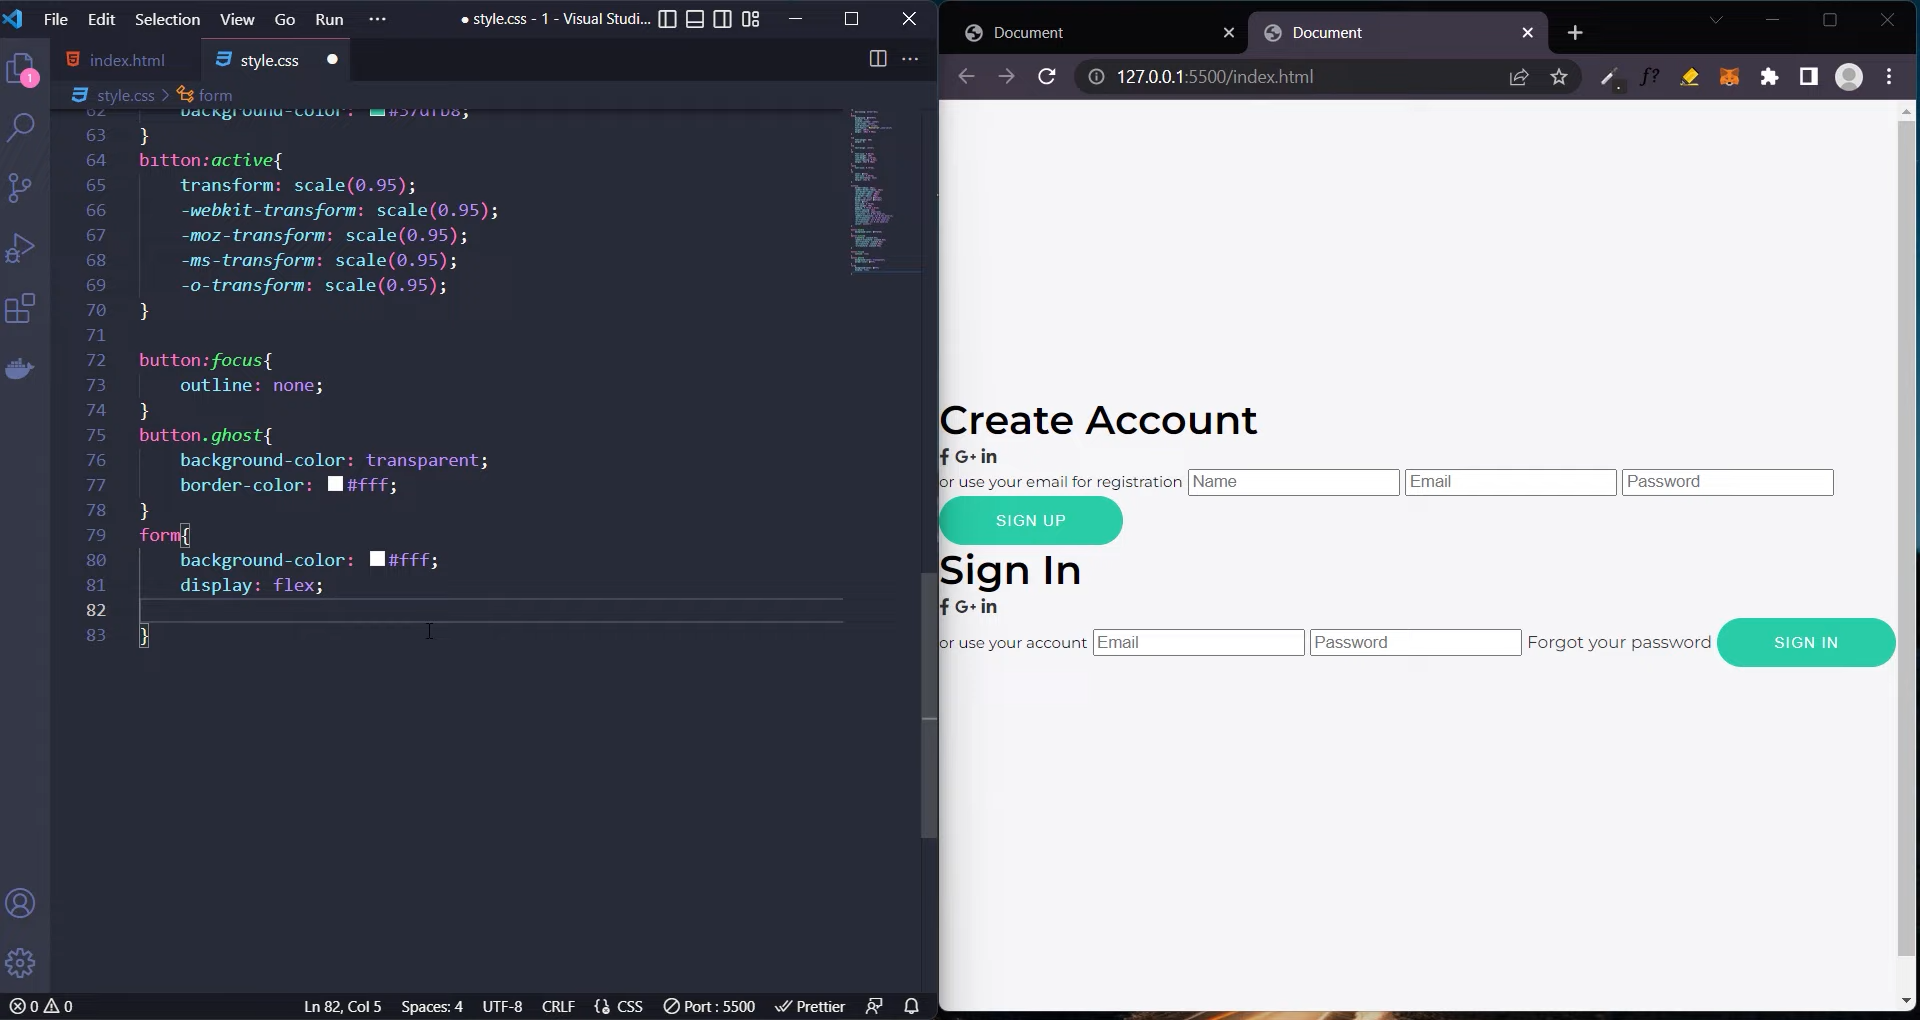 File Edit Selection View Go Run ··· ● style.css - 1 - Visual Studi...
index.html style.css ●
style.css > form
62 background-color: #37dfb8;
63 }
64 bıtton:active{
65 transform: scale(0.95);
66 -webkit-transform: scale(0.95);
67 -moz-transform: scale(0.95);
68 -ms-transform: scale(0.95);
69 -o-transform: scale(0.95);
70 }
71
72 button:focus{
73 outline: none;
74 }
75 button.ghost{
76 background-color: transparent;
77 border-color: #fff;
78 }
79 form{
80 background-color: #fff;
81 display: flex;
82
83 }
1
0 0 Ln 82, Col 5 Spaces: 4 UTF-8 CRLF {} CSS Port : 5500 Prettier
Document Document
127.0.0.1:5500/index.html f?
Create Account
f G+ in
or use your email for registration Name Email Password
SIGN UP
Sign In
f G+ in
or use your account Email Password Forgot your password SIGN IN